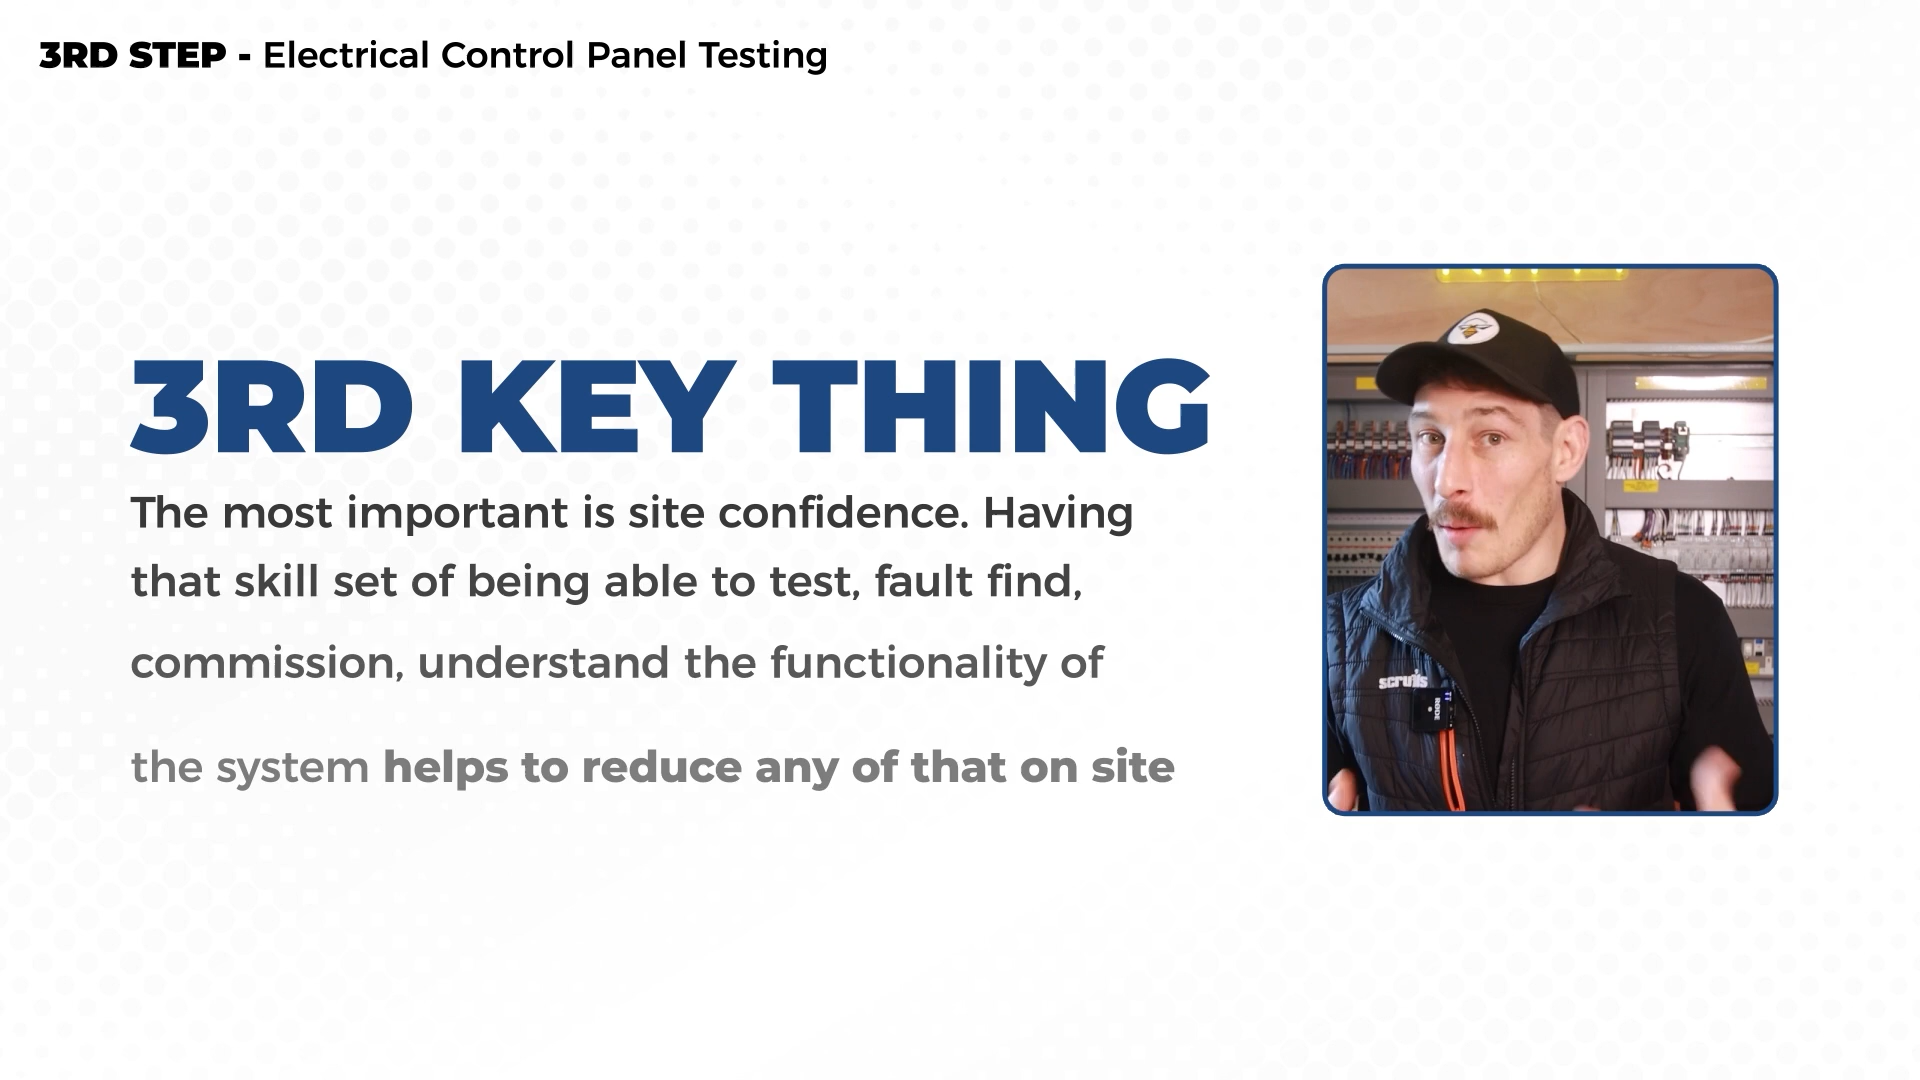 3RD STEP - Electrical Control Panel Testing
3RD KEY THING
The most important is site confidence. Having
that skill set of being able to test, fault find,
commission, understand the functionality of
the system helps to reduce any of that on site
scruffs
RØDE